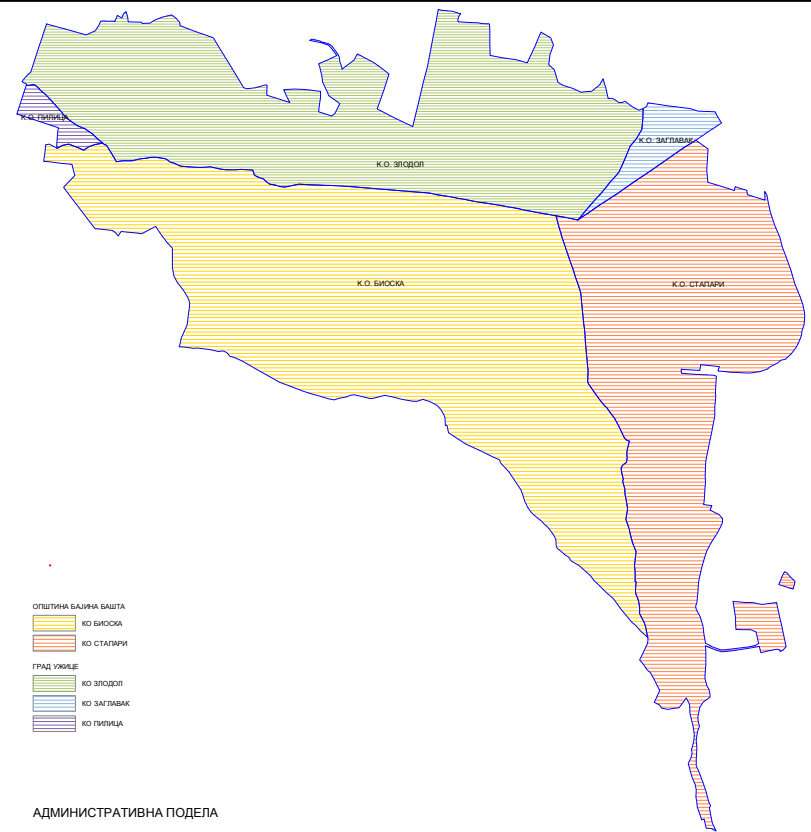 К.О. ПИЛИЦА
К.О. ЗАГЛАВАК
К.О. ЗЛОДОЛ
К.О. БИОСКА
К.О. СТАПАРИ
ОПШТИНА БАЈИНА БАШТА
КО БИОСКА
КО СТАПАРИ
ГРАД УЖИЦЕ
КО ЗЛОДОЛ
КО ЗАГЛАВАК
КО ПИЛИЦА
АДМИНИСТРАТИВНА ПОДЕЛА